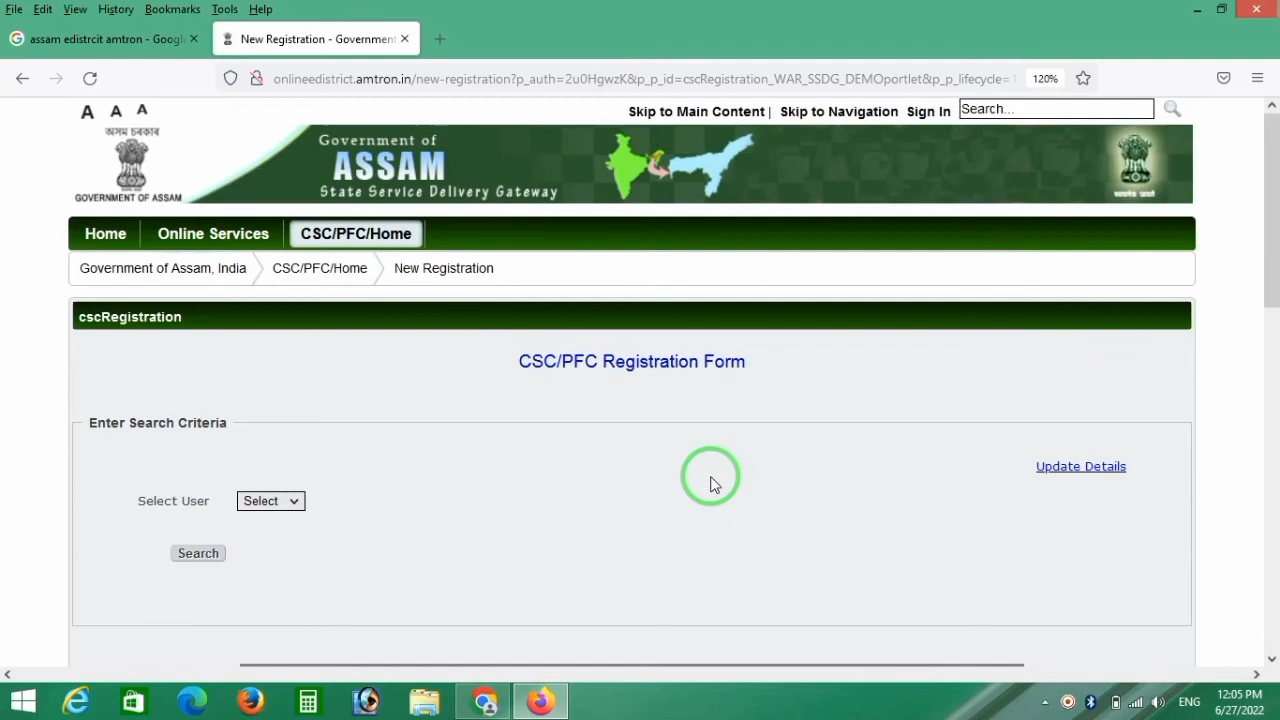 File Edit View History Bookmarks Tools Help
assam edistrcit amtron - Google
New Registration - Government
onlineedistrict.amtron.in/new-registration?p_auth=2u0HgwzK&p_p_id=cscRegistration_WAR_SSDG_DEMOportlet&p_p_lifecycle=1 120%
A A A Skip to Main Content | Skip to Navigation Sign In Search...
অসম চৰকাৰ
GOVERNMENT OF ASSAM
Government of
ASSAM
State Service Delivery Gateway
Home Online Services CSC/PFC/Home
Government of Assam, India CSC/PFC/Home New Registration
cscRegistration
CSC/PFC Registration Form
Enter Search Criteria
Update Details
Select User Select
Search
ENG
12:05 PM
6/27/2022